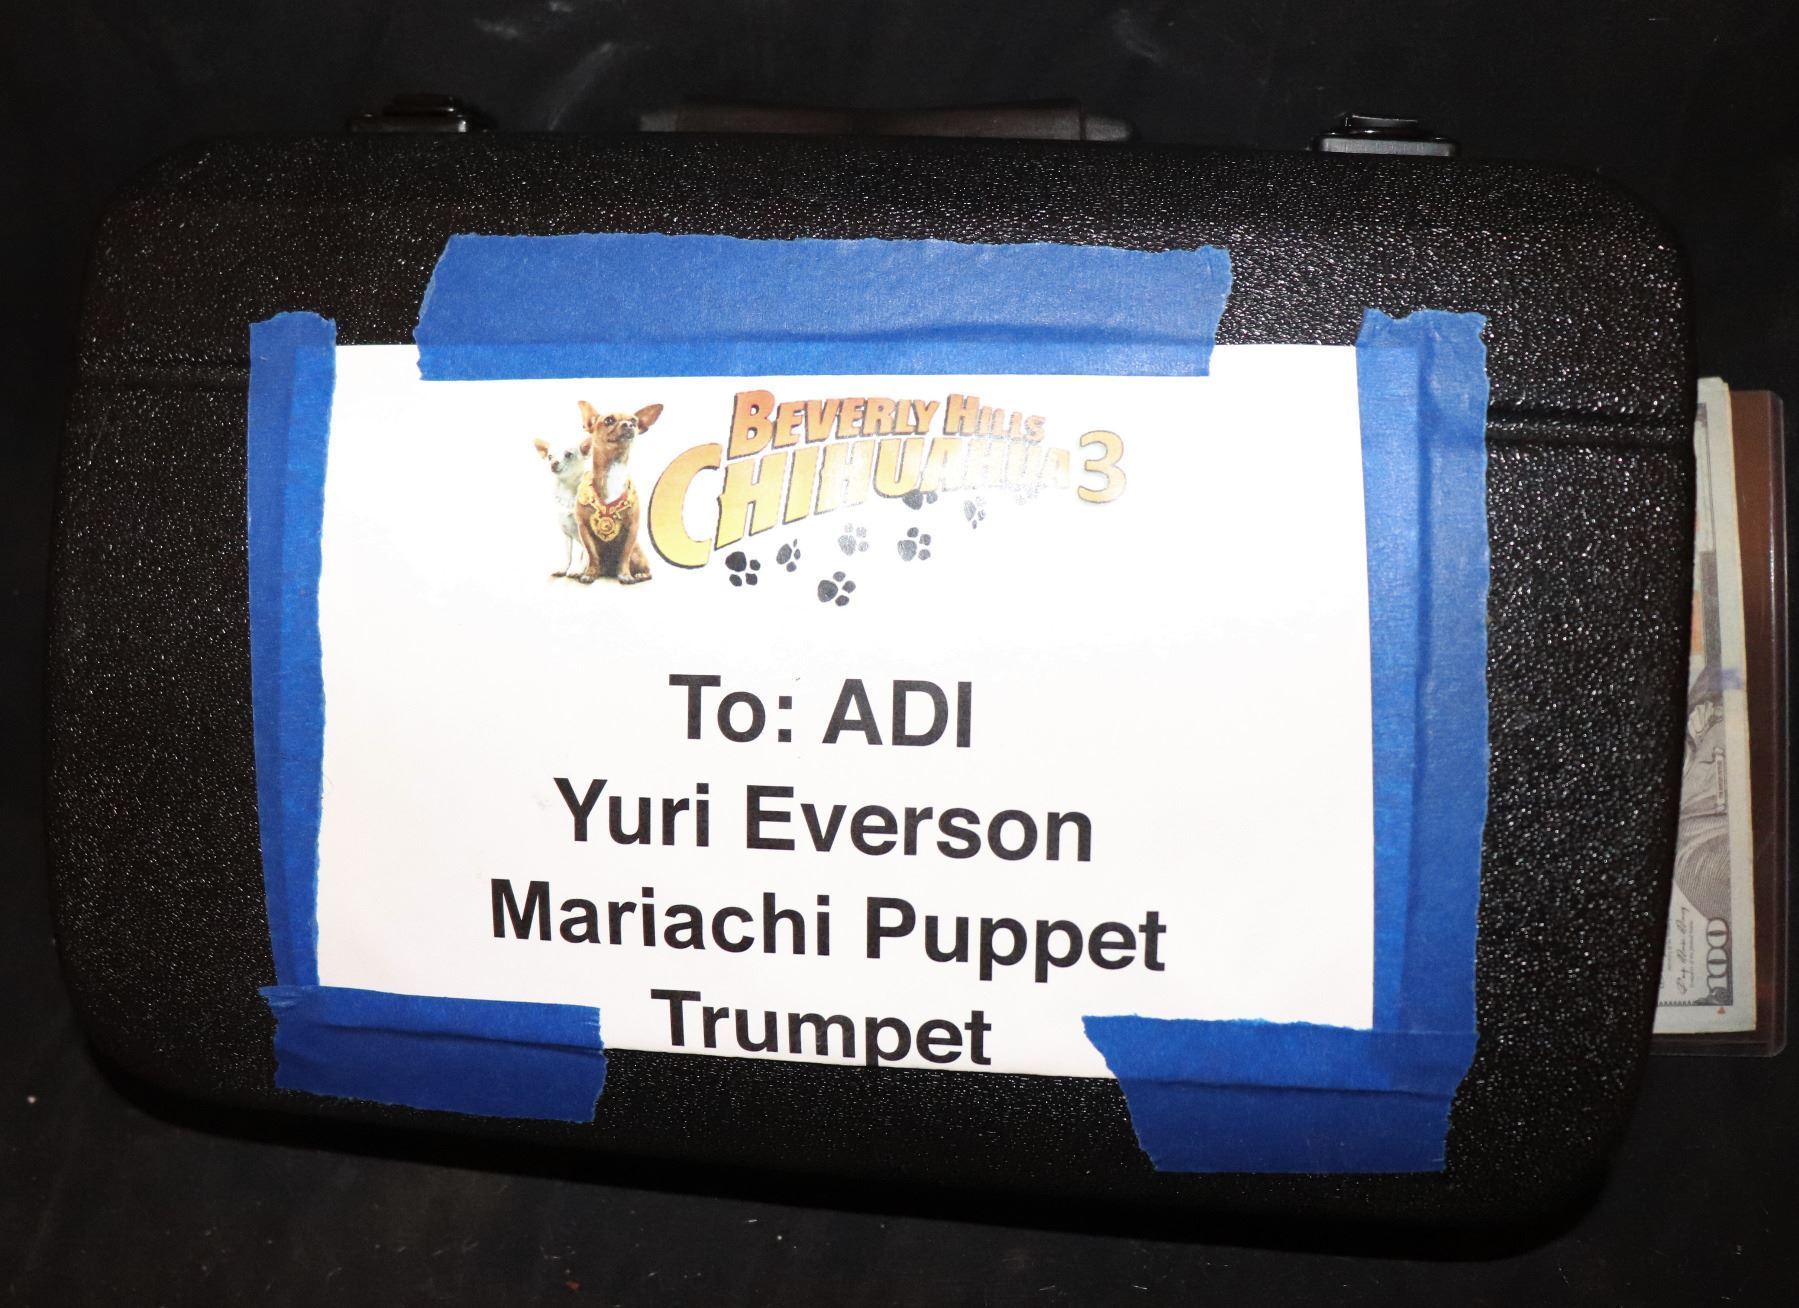 BEVERLY HILLS
CHIHUAHUA 3
To: ADI
Yuri Everson
Mariachi Puppet
Trumpet
100